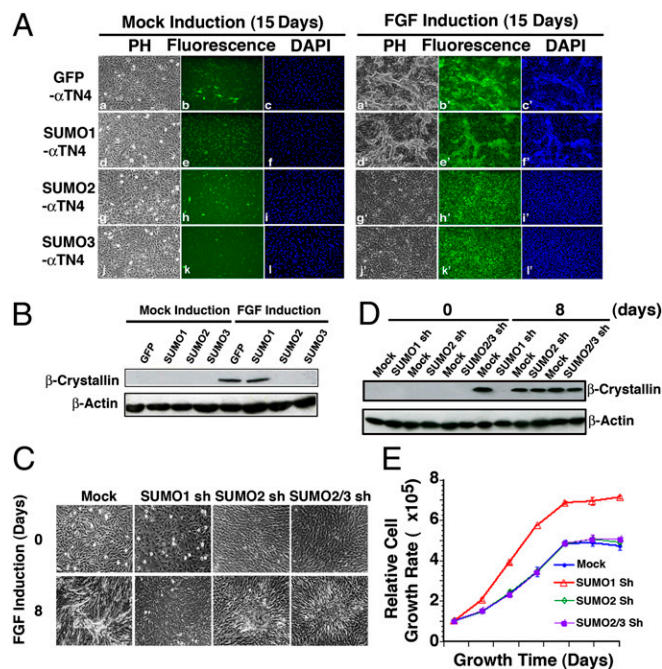 A
Mock Induction (15 Days)
FGF Induction (15 Days)
PH Fluorescence DAPI
PH Fluorescence DAPI
GFP
-αTN4
a b c
a' b' c'
SUMO1
-αTN4
d e f
d' e' f'
SUMO2
-αTN4
g h i
g' h' i'
SUMO3
-αTN4
j k l
j' k' l'
B
Mock Induction FGF Induction
GFP SUMO1 SUMO2 SUMO3 GFP SUMO1 SUMO2 SUMO3
β-Crystallin
β-Actin
D
0 8 (days)
Mock SUMO1 sh Mock SUMO2 sh Mock SUMO2/3 sh Mock SUMO1 sh Mock SUMO2 sh Mock SUMO2/3 sh
β-Crystallin
β-Actin
C
Mock SUMO1 sh SUMO2 sh SUMO2/3 sh
FGF Induction (Days)
0
8
E
Relative Cell
Growth Rate ( x10⁵)
8
6
4
2
0
Mock
SUMO1 Sh
SUMO2 Sh
SUMO2/3 Sh
Growth Time (Days)